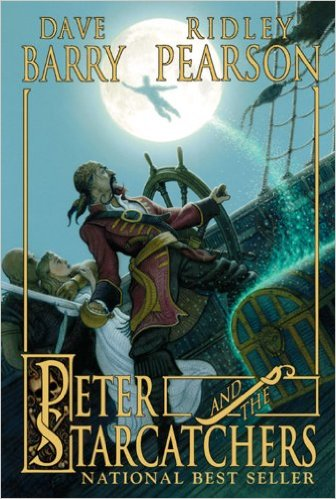 DAVE RIDLEY
BARRY PEARSON
PETER AND THE
STARCATCHERS
NATIONAL BEST SELLER